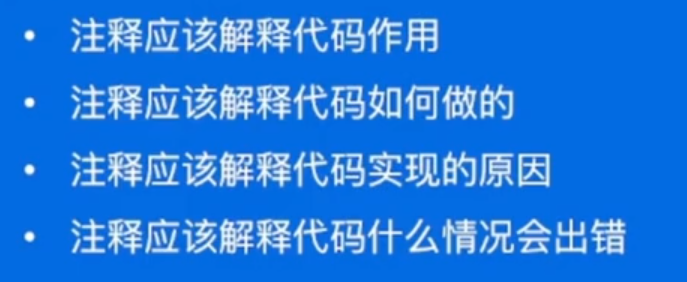 • 注释应该解释代码作用
• 注释应该解释代码如何做的
• 注释应该解释代码实现的原因
• 注释应该解释代码什么情况会出错